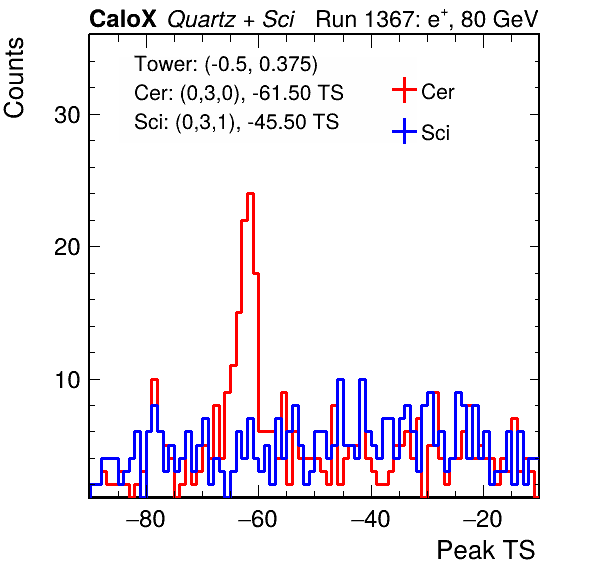 CaloX Quartz + Sci Run 1367: e+, 80 GeV
Counts
Tower: (-0.5, 0.375)
Cer: (0,3,0), -61.50 TS
Sci: (0,3,1), -45.50 TS
Cer
Sci
30
20
10
−80 −60 −40 −20
Peak TS